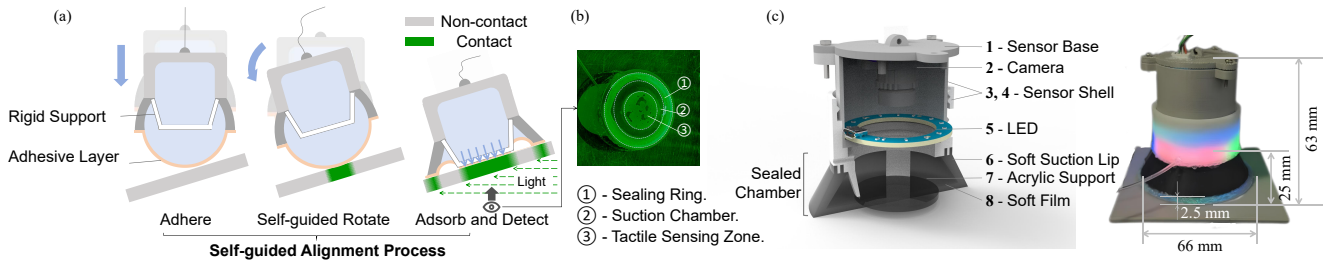 (a)
Non-contact
Contact
Rigid Support
Adhesive Layer
Light
Adhere
Self-guided Rotate
Adsorb and Detect
Self-guided Alignment Process
(b)
①
②
③
① - Sealing Ring.
② - Suction Chamber.
③ - Tactile Sensing Zone.
(c)
1 - Sensor Base
2 - Camera
3, 4 - Sensor Shell
5 - LED
6 - Soft Suction Lip
7 - Acrylic Support
8 - Soft Film
Sealed
Chamber
63 mm
25 mm
2.5 mm
66 mm